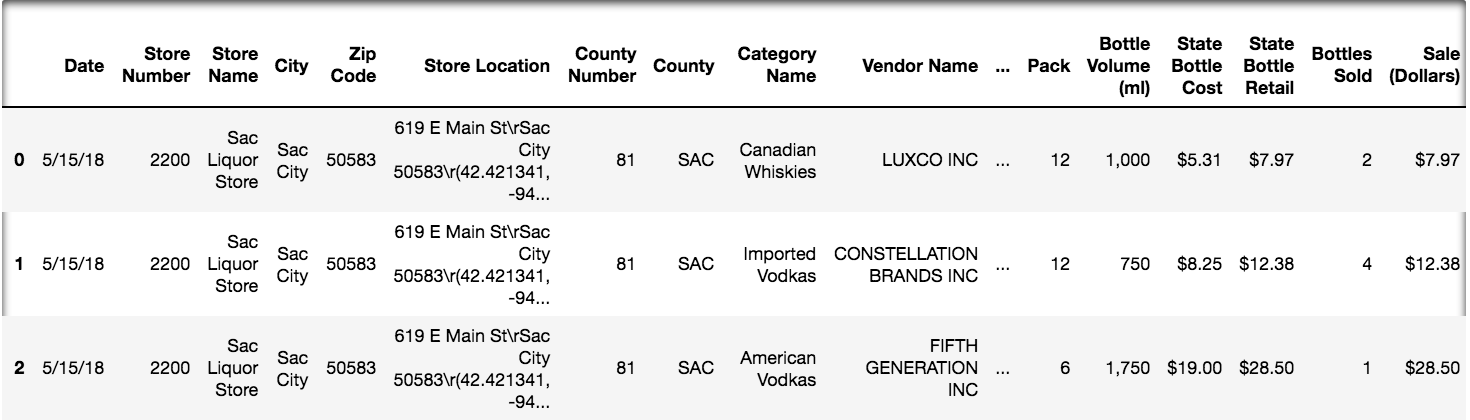 Date Store Number Store Name City Zip Code Store Location County Number County Category Name Vendor Name ... Pack Bottle Volume (ml) State Bottle Cost State Bottle Retail Bottles Sold Sale (Dollars)
0 5/15/18 2200 Sac Liquor Store Sac City 50583 619 E Main St\rSac City 50583\r(42.421341, -94... 81 SAC Canadian Whiskies LUXCO INC ... 12 1,000 $5.31 $7.97 2 $7.97
1 5/15/18 2200 Sac Liquor Store Sac City 50583 619 E Main St\rSac City 50583\r(42.421341, -94... 81 SAC Imported Vodkas CONSTELLATION BRANDS INC ... 12 750 $8.25 $12.38 4 $12.38
2 5/15/18 2200 Sac Liquor Store Sac City 50583 619 E Main St\rSac City 50583\r(42.421341, -94... 81 SAC American Vodkas FIFTH GENERATION INC ... 6 1,750 $19.00 $28.50 1 $28.50